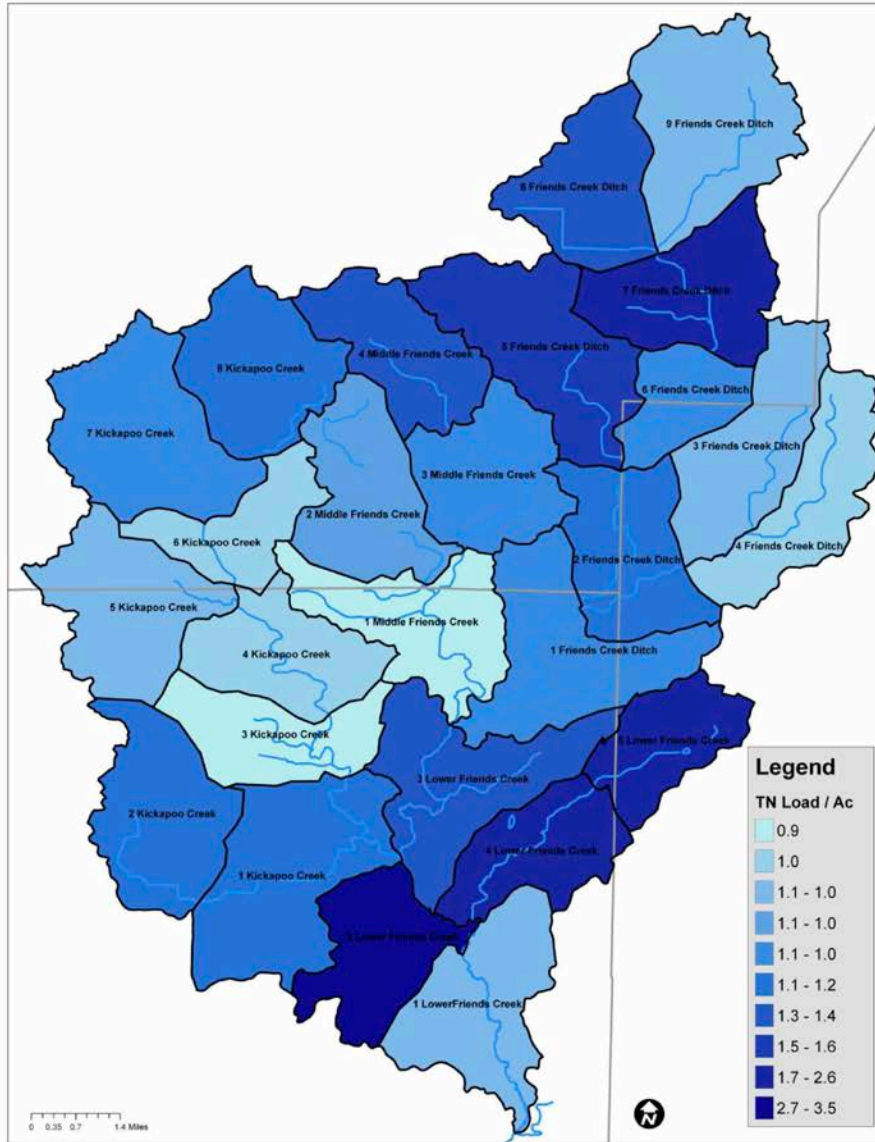 9 Friends Creek Ditch
8 Friends Creek Ditch
7 Friends Creek Ditch
5 Friends Creek Ditch
4 Middle Friends Creek
8 Kickapoo Creek
6 Friends Creek Ditch
7 Kickapoo Creek
3 Middle Friends Creek
3 Friends Creek Ditch
2 Middle Friends Creek
6 Kickapoo Creek
4 Friends Creek Ditch
2 Friends Creek Ditch
5 Kickapoo Creek
1 Middle Friends Creek
4 Kickapoo Creek
1 Friends Creek Ditch
3 Kickapoo Creek
Lower Friends Creek
3 Lower Friends Creek
2 Kickapoo Creek
4 Lower Friends Creek
1 Kickapoo Creek
Lower Friends Creek
1 LowerFriends Creek
Legend
TN Load / Ac
0.9
1.0
1.1 - 1.0
1.1 - 1.0
1.1 - 1.0
1.1 - 1.2
1.3 - 1.4
1.5 - 1.6
1.7 - 2.6
2.7 - 3.5
0 0.35 0.7 1.4 Miles
N